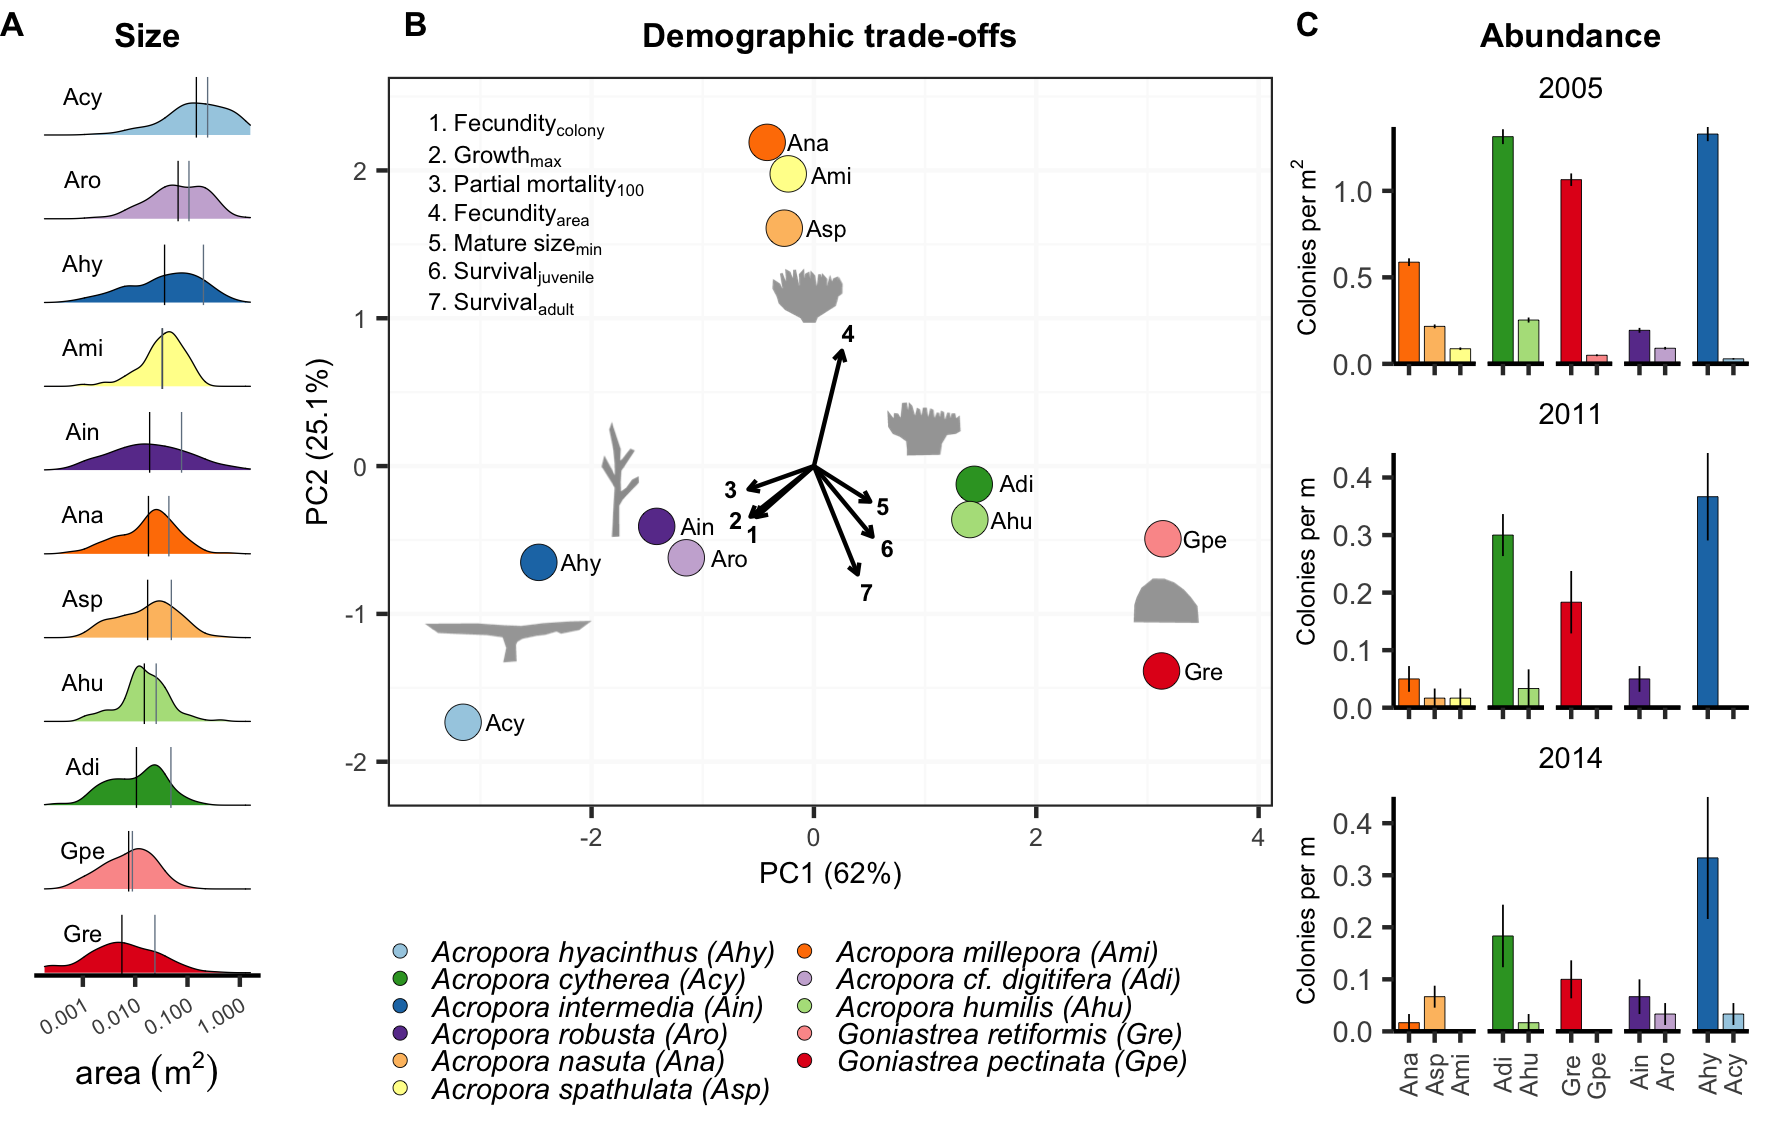 A
Size
Acy
Aro
Ahy
Ami
Ain
Ana
Asp
Ahu
Adi
Gpe
Gre
0.001
0.010
0.100
1.000
area (m2)
B
Demographic trade-offs
1. Fecunditycolony
2. Growthmax
3. Partial mortality100
4. Fecundityarea
5. Mature sizemin
6. Survivaljuvenile
7. Survivaladult
Ana
Ami
Asp
4
3
2
1
5
6
7
Adi
Ahu
Ain
Aro
Ahy
Acy
Gpe
Gre
2
1
0
-1
-2
PC2 (25.1%)
-2
0
2
4
PC1 (62%)
Acropora hyacinthus (Ahy)
Acropora cytherea (Acy)
Acropora intermedia (Ain)
Acropora robusta (Aro)
Acropora nasuta (Ana)
Acropora spathulata (Asp)
Acropora millepora (Ami)
Acropora cf. digitifera (Adi)
Acropora humilis (Ahu)
Goniastrea retiformis (Gre)
Goniastrea pectinata (Gpe)
C
Abundance
2005
Colonies per m2
1.0
0.5
0.0
2011
Colonies per m
0.4
0.3
0.2
0.1
0.0
2014
Colonies per m
0.4
0.3
0.2
0.1
0.0
Ana
Asp
Ami
Adi
Ahu
Gre
Gpe
Ain
Aro
Ahy
Acy